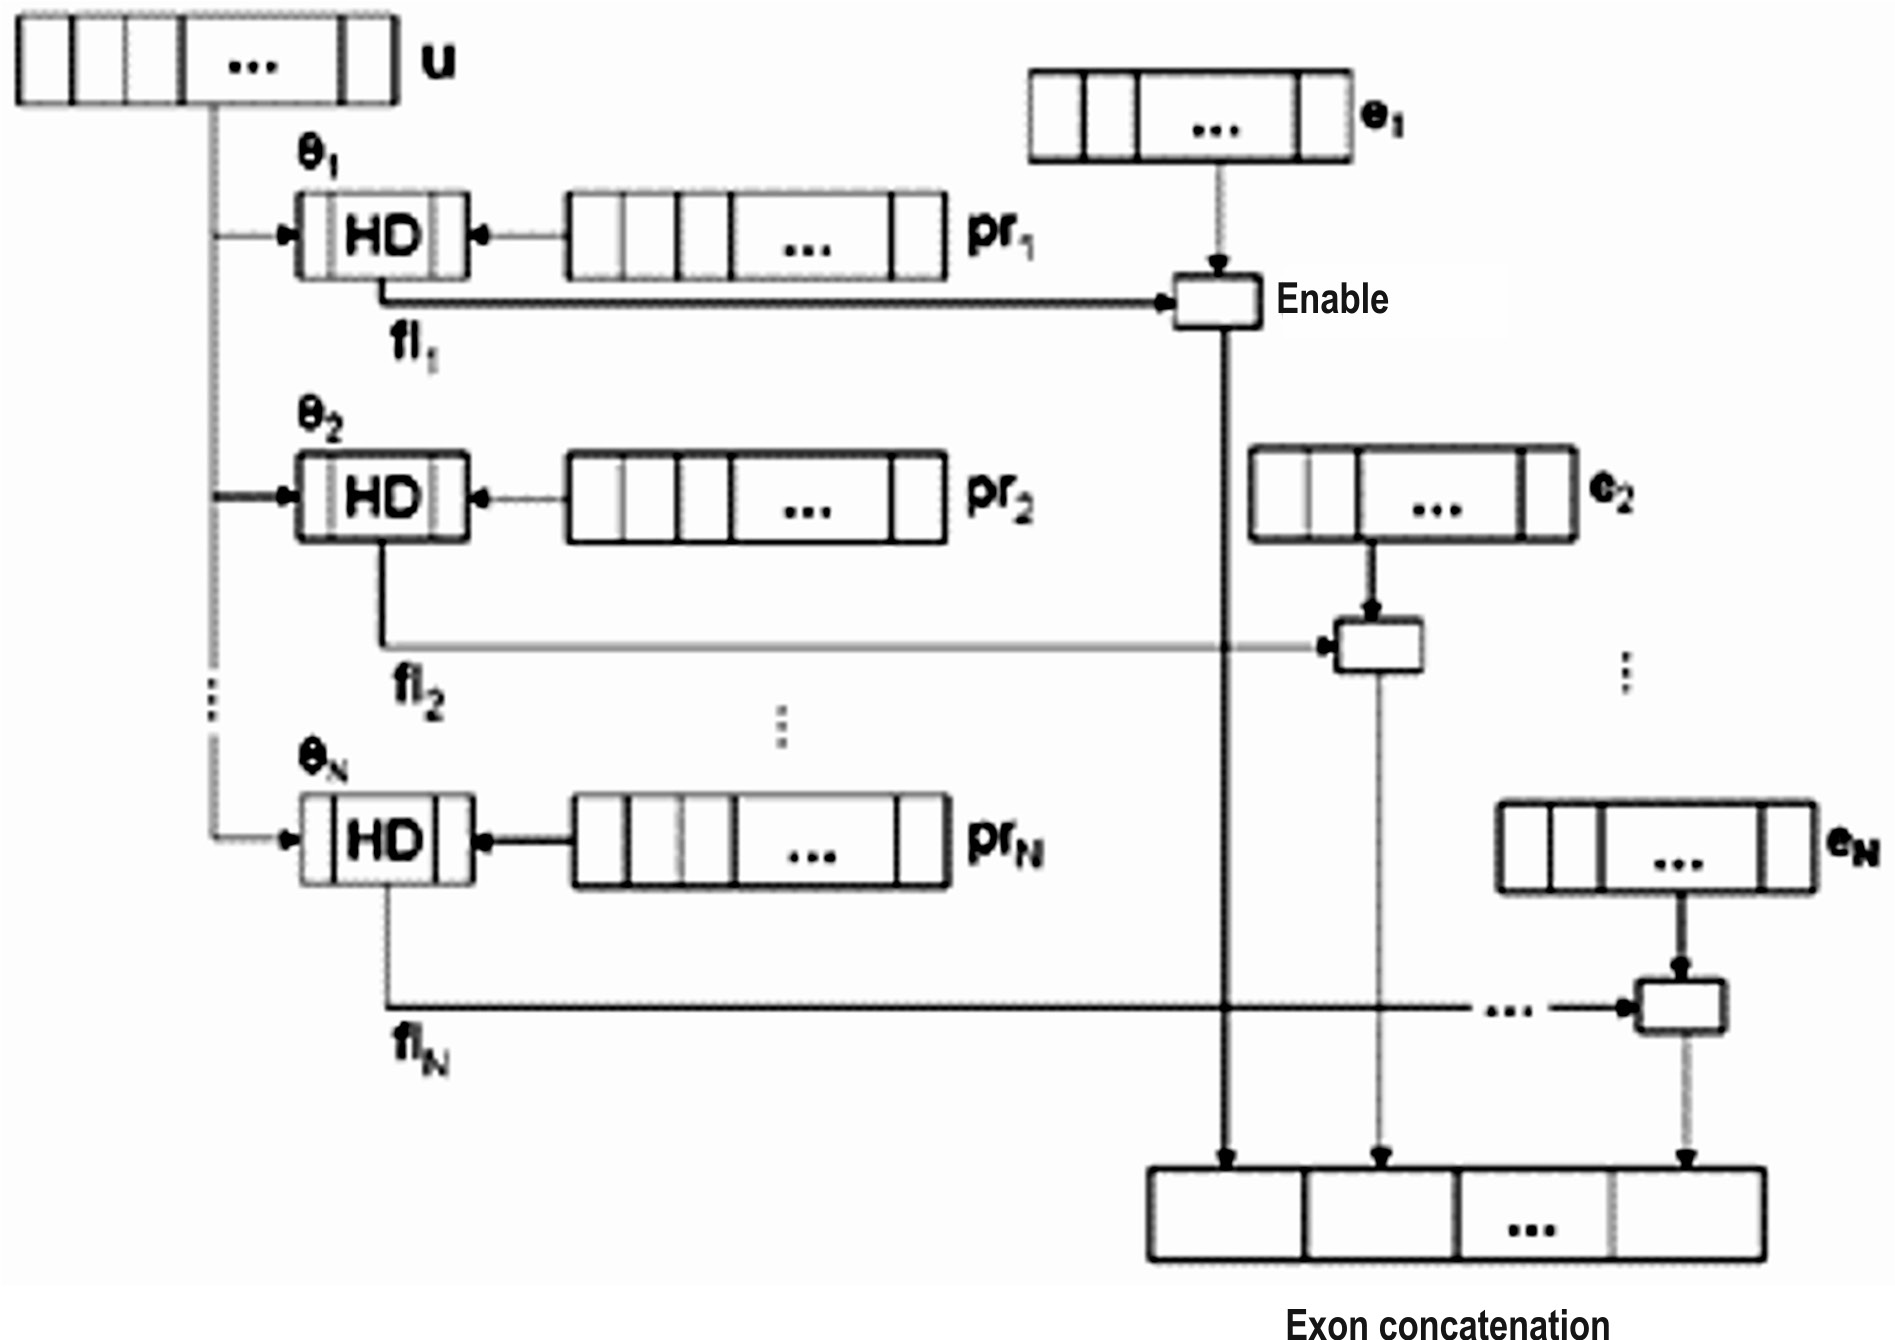 ... u
... e1
θ1
HD ... pr1
Enable
fl1
θ2
HD ... pr2
... e2
fl2
θN
HD ... prN
... eN
...
flN
...
Exon concatenation